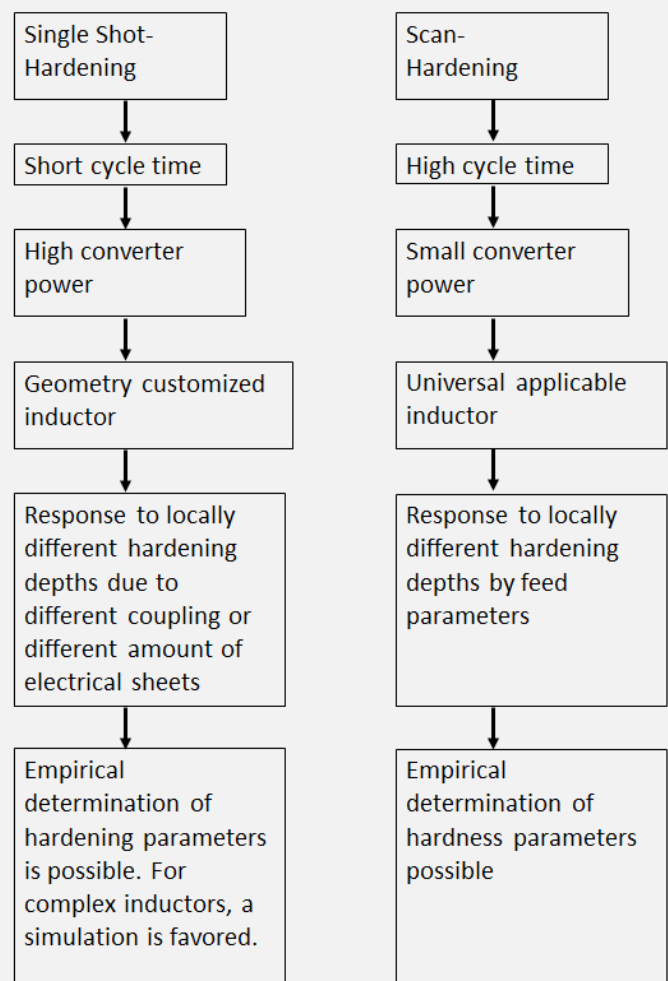 Single Shot-
Hardening
Short cycle time
High converter
power
Geometry customized
inductor
Response to locally
different hardening
depths due to
different coupling or
different amount of
electrical sheets
Empirical
determination of
hardening parameters
is possible. For
complex inductors, a
simulation is favored.
Scan-
Hardening
High cycle time
Small converter
power
Universal applicable
inductor
Response to locally
different hardening
depths by feed
parameters
Empirical
determination of
hardness parameters
possible